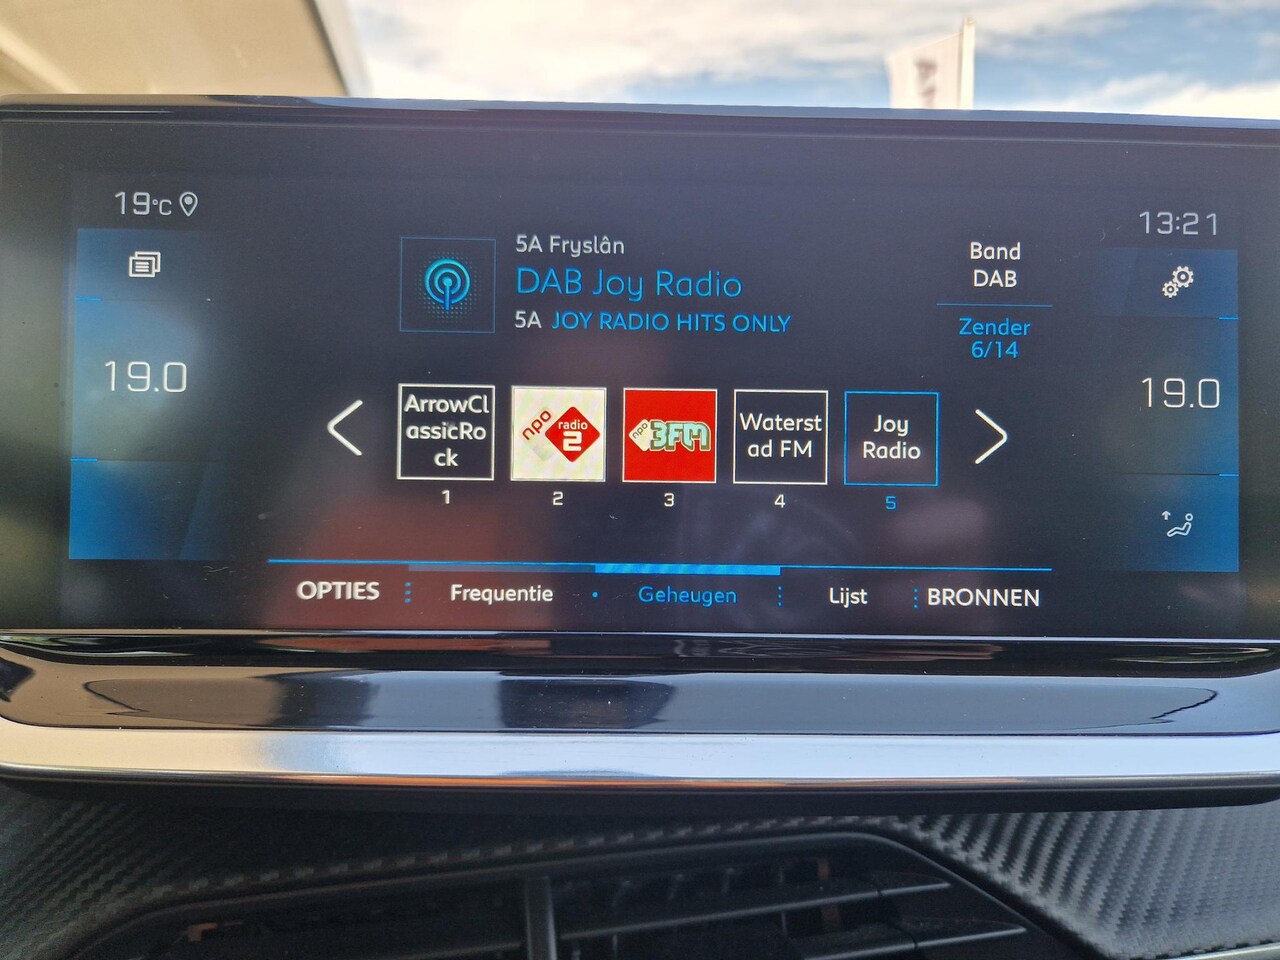 19°C
13:21
5A Fryslân
DAB Joy Radio
5A JOY RADIO HITS ONLY
Band
DAB
Zender
6/14
19.0
19.0
ArrowCl
assicRo
ck
npo
radio
2
npo
3FM
Waterst
ad FM
Joy
Radio
1
2
3
4
5
OPTIES
Frequentie
Geheugen
Lijst
BRONNEN